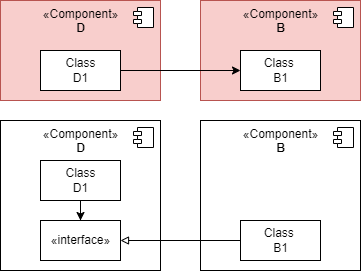 «Component»
D
Class
D1
«Component»
B
Class
B1
«Component»
D
Class
D1
«interface»
«Component»
B
Class
B1